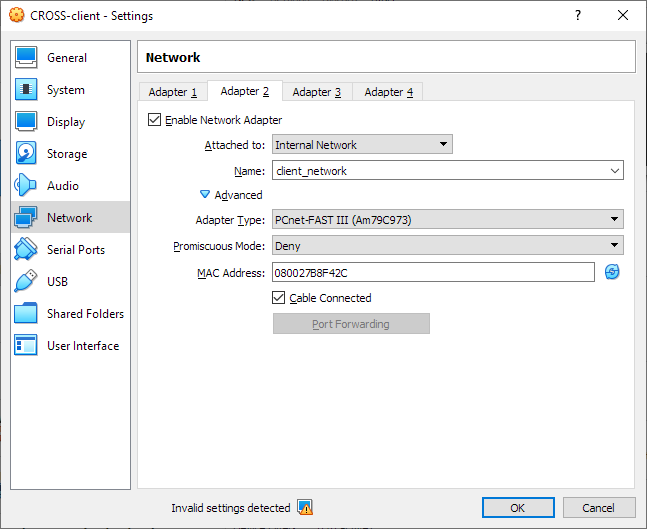 CROSS-client - Settings
General
System
Display
Storage
Audio
Network
Serial Ports
USB
Shared Folders
User Interface
Network
Adapter 1 Adapter 2 Adapter 3 Adapter 4
Enable Network Adapter
Attached to: Internal Network
Name: client_network
Advanced
Adapter Type: PCnet-FAST III (Am79C973)
Promiscuous Mode: Deny
MAC Address: 080027B8F42C
Cable Connected
Port Forwarding
Invalid settings detected
OK Cancel